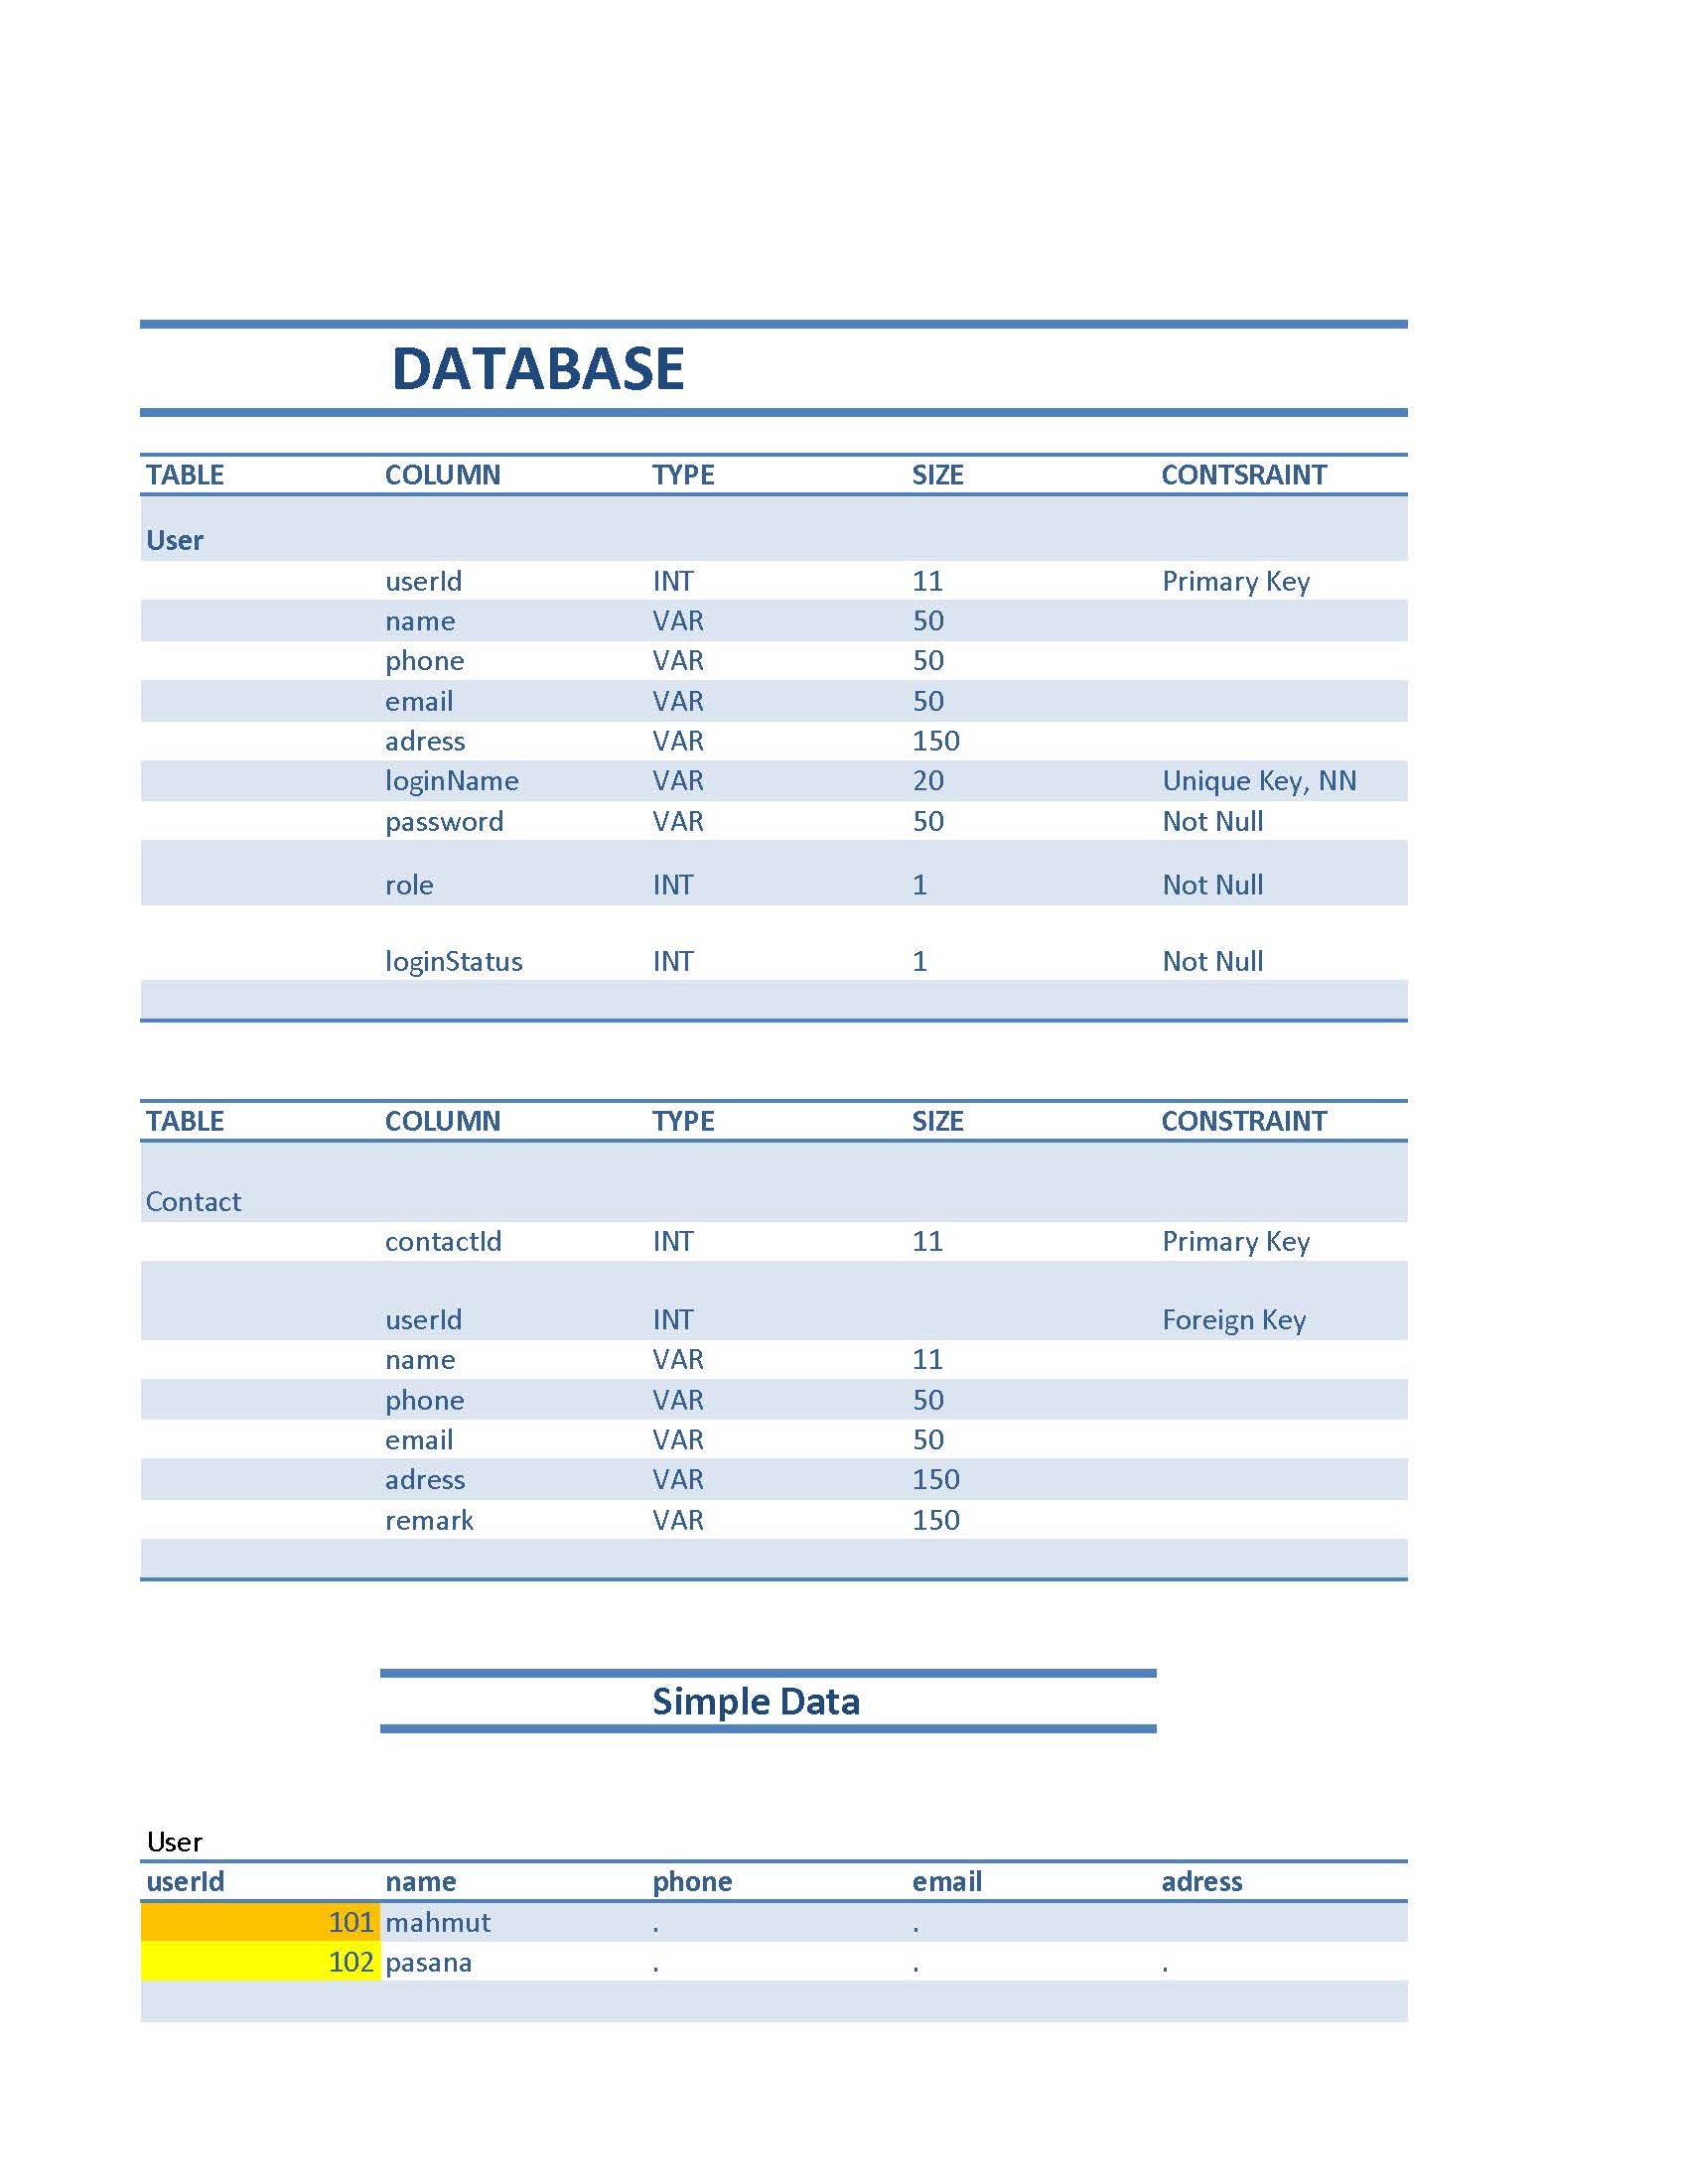 DATABASE
TABLE COLUMN TYPE SIZE CONTSRAINT
User
userId INT 11 Primary Key
name VAR 50
phone VAR 50
email VAR 50
adress VAR 150
loginName VAR 20 Unique Key, NN
password VAR 50 Not Null
role INT 1 Not Null
loginStatus INT 1 Not Null
TABLE COLUMN TYPE SIZE CONSTRAINT
Contact
contactId INT 11 Primary Key
userId INT Foreign Key
name VAR 11
phone VAR 50
email VAR 50
adress VAR 150
remark VAR 150
Simple Data
User
userId name phone email adress
101 mahmut . .
102 pasana . . .